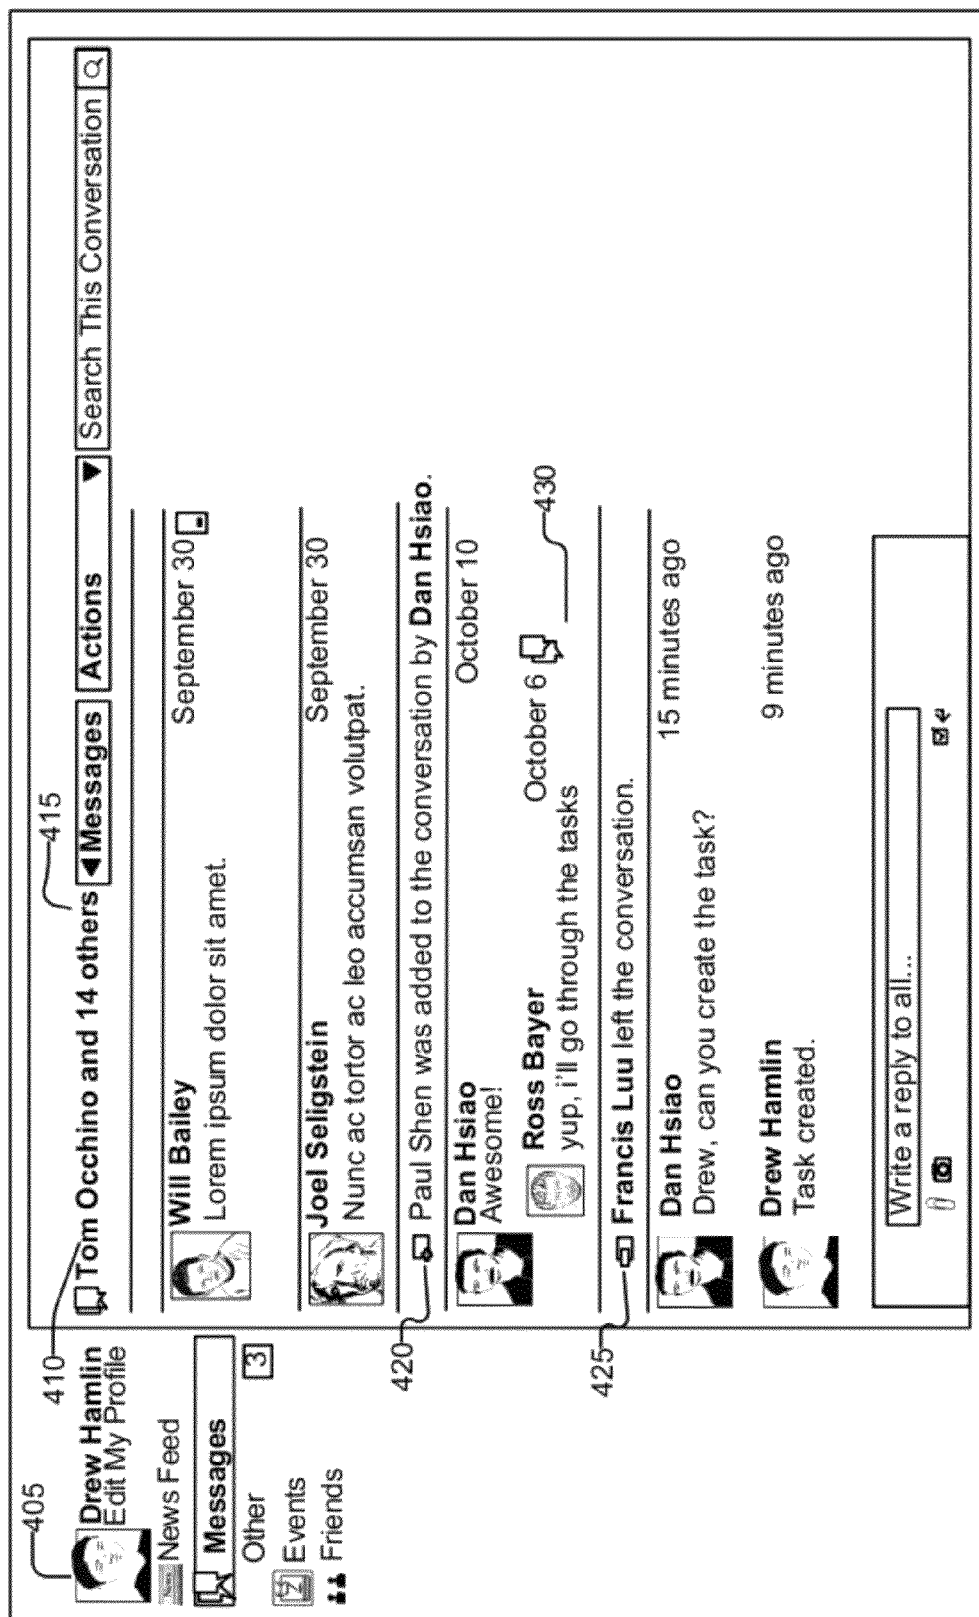 405
Drew Hamlin
Edit My Profile
News
News Feed
Messages
Other
3
7
Events
Friends
410
415
Tom Occhino and 14 others
Messages
Actions
Search This Conversation
Will Bailey
September 30
Lorem ipsum dolor sit amet.
Joel Seligstein
September 30
Nunc ac tortor ac leo accumsan volutpat.
420
Paul Shen was added to the conversation by Dan Hsiao.
Dan Hsiao
October 10
Awesome!
Ross Bayer
October 6
430
yup, i'll go through the tasks
425
Francis Luu left the conversation.
Dan Hsiao
15 minutes ago
Drew, can you create the task?
Drew Hamlin
9 minutes ago
Task created.
Write a reply to all...